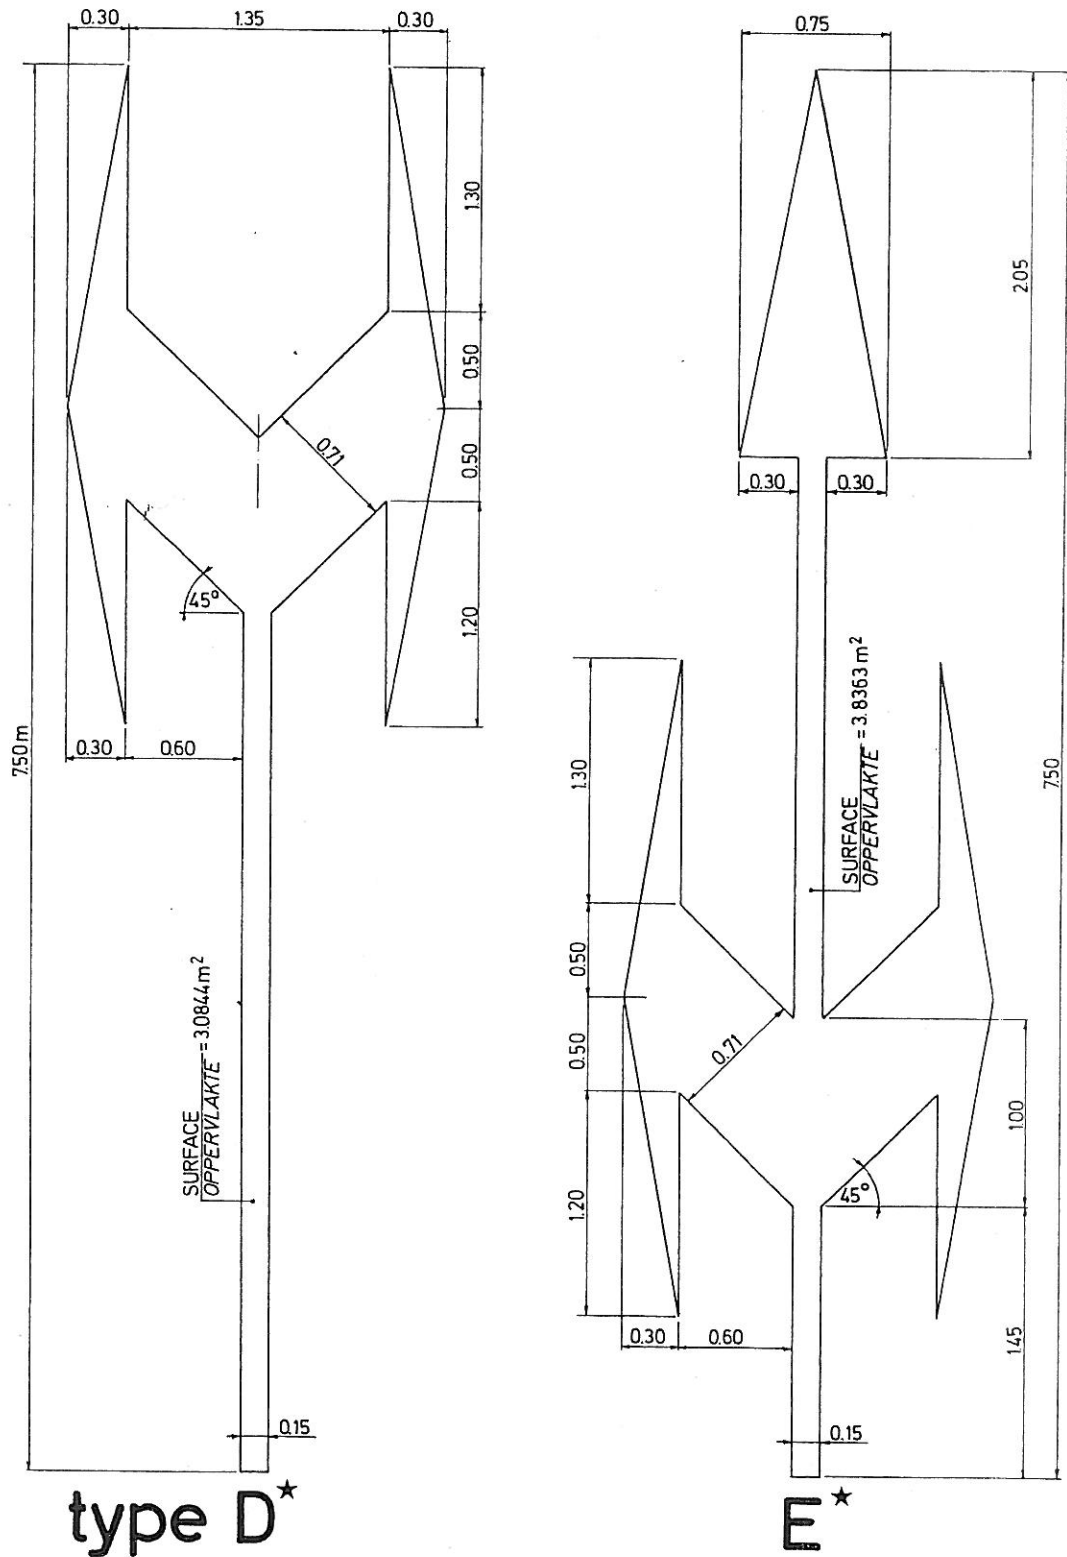 0.30 1.35 0.30
1.30
0.50
0.71
0.50
45°
1.20
0.30 0.60
7.50 m
SURFACE
OPPERVLAKTE = 3.0844 m²
0.15
type D*
0.75
2.05
0.30 0.30
1.30
SURFACE
OPPERVLAKTE = 3.8363 m²
7.50
0.50
0.50
0.71
1.00
1.20
45°
0.30 0.60
1.45
0.15
E*